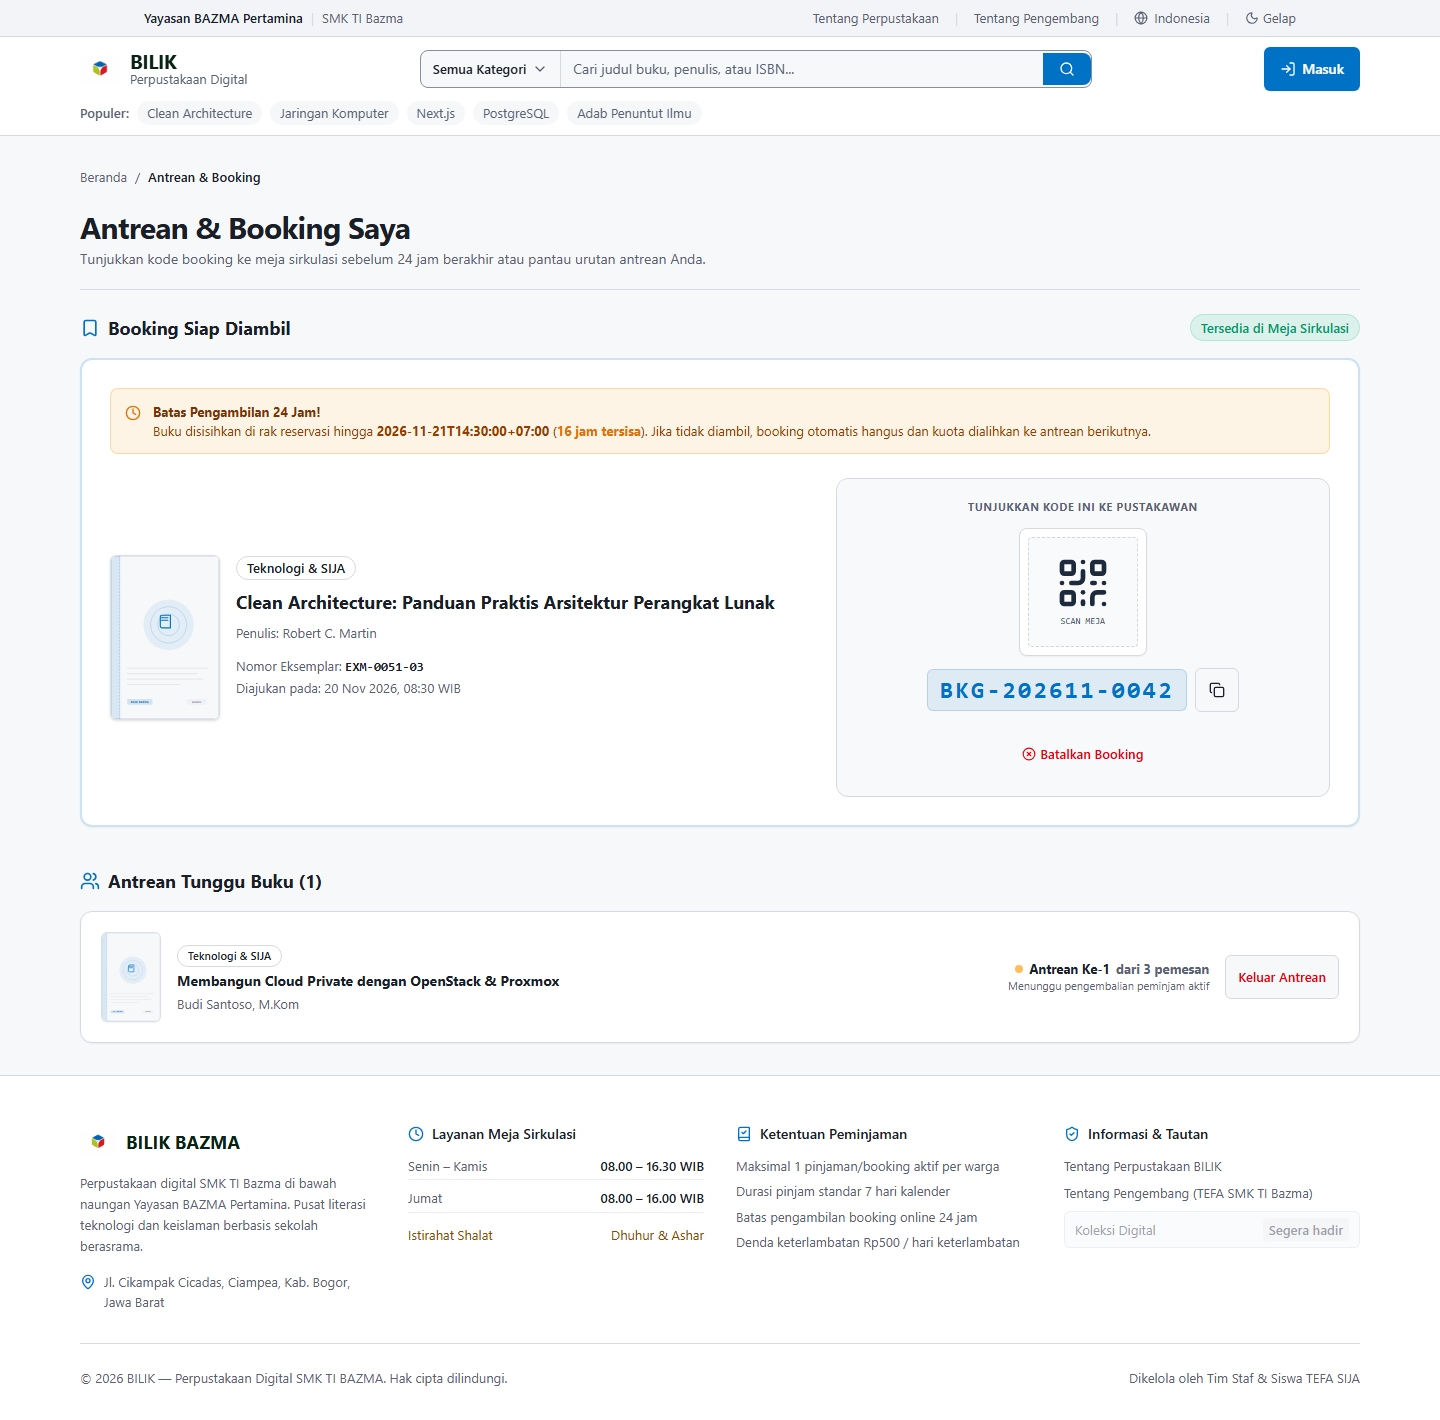 Yayasan BAZMA Pertamina | SMK TI Bazma
Tentang Perpustakaan | Tentang Pengembang | Indonesia | Gelap
BILIK
Perpustakaan Digital
Semua Kategori
Cari judul buku, penulis, atau ISBN...
Masuk
Populer: Clean Architecture Jaringan Komputer Next.js PostgreSQL Adab Penuntut Ilmu
Beranda / Antrean & Booking
Antrean & Booking Saya
Tunjukkan kode booking ke meja sirkulasi sebelum 24 jam berakhir atau pantau urutan antrean Anda.
Booking Siap Diambil
Tersedia di Meja Sirkulasi
Batas Pengambilan 24 Jam!
Buku disisihkan di rak reservasi hingga 2026-11-21T14:30:00+07:00 (16 jam tersisa). Jika tidak diambil, booking otomatis hangus dan kuota dialihkan ke antrean berikutnya.
Teknologi & SIJA
Clean Architecture: Panduan Praktis Arsitektur Perangkat Lunak
Penulis: Robert C. Martin
Nomor Eksemplar: EXM-0051-03
Diajukan pada: 20 Nov 2026, 08:30 WIB
TUNJUKKAN KODE INI KE PUSTAKAWAN
SCAN MEJA
BKG-202611-0042
Batalkan Booking
Antrean Tunggu Buku (1)
Teknologi & SIJA
Membangun Cloud Private dengan OpenStack & Proxmox
Budi Santoso, M.Kom
Antrean Ke-1 dari 3 pemesan
Menunggu pengembalian peminjam aktif
Keluar Antrean
BILIK BAZMA
Perpustakaan digital SMK TI Bazma di bawah
naungan Yayasan BAZMA Pertamina. Pusat literasi
teknologi dan keislaman berbasis sekolah
berasrama.
Jl. Cikampak Cicadas, Ciampea, Kab. Bogor,
Jawa Barat
Layanan Meja Sirkulasi
Senin – Kamis 08.00 – 16.30 WIB
Jumat 08.00 – 16.00 WIB
Istirahat Shalat Dhuhur & Ashar
Ketentuan Peminjaman
Maksimal 1 pinjaman/booking aktif per warga
Durasi pinjam standar 7 hari kalender
Batas pengambilan booking online 24 jam
Denda keterlambatan Rp500 / hari keterlambatan
Informasi & Tautan
Tentang Perpustakaan BILIK
Tentang Pengembang (TEFA SMK TI Bazma)
Koleksi Digital Segera hadir
© 2026 BILIK — Perpustakaan Digital SMK TI BAZMA. Hak cipta dilindungi.
Dikelola oleh Tim Staf & Siswa TEFA SIJA